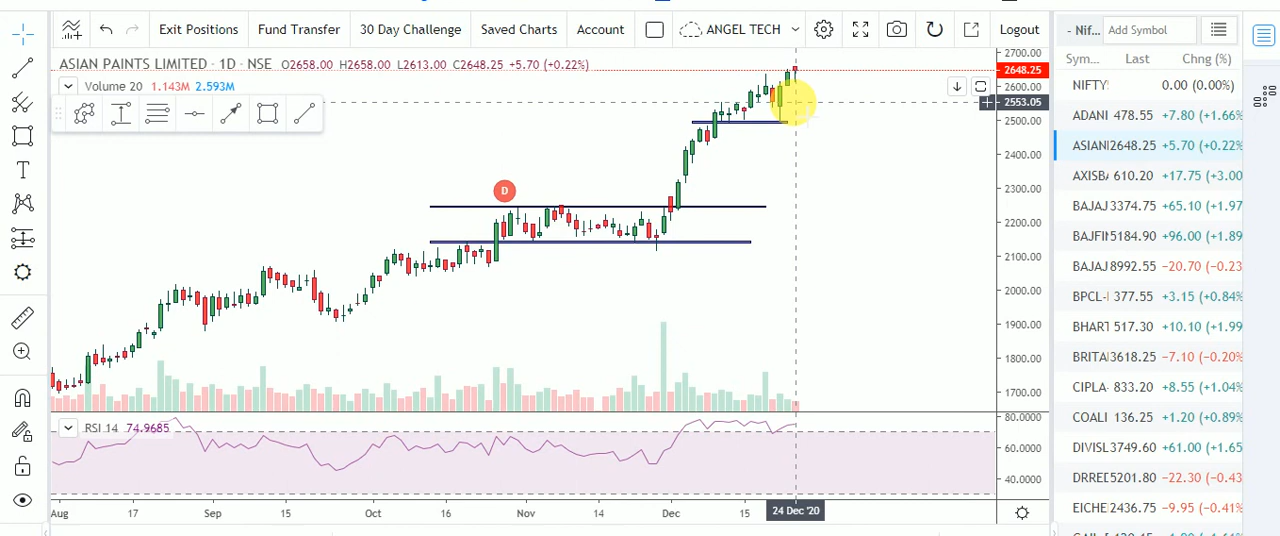 Exit Positions Fund Transfer 30 Day Challenge Saved Charts Account ANGEL TECH Logout - Nif... Add Symbol
ASIAN PAINTS LIMITED · 1D · NSE O2638.00 H2658.00 L2613.00 C2648.25 +5.70 (+0.22%)
Volume 20 1.143M 2.593M
T
D
2700.00
2648.25
2600.00
2553.05
2500.00
2400.00
2300.00
2200.00
2100.00
2000.00
1900.00
1800.00
1700.00
RSI 14 74.9685
80.0000
60.0000
40.0000
Aug 17 Sep 15 Oct 16 Nov 14 Dec 15 24 Dec '20
Sym... Last Chng (%)
NIFTY 0.00 (0.00%)
ADANI 478.55 +7.80 (+1.66%
ASIANI 2648.25 +5.70 (+0.22%
AXISBA 610.20 +17.75 (+3.00
BAJAJ 3374.75 +65.10 (+1.97
BAJFI 15184.90 +96.00 (+1.89
BAJAJ 8992.55 −20.70 (−0.23
BPCL-I 377.55 +3.15 (+0.84%
BHART 517.30 +10.10 (+1.99
BRITA 3618.25 −7.10 (−0.20%
CIPLA- 833.20 +8.55 (+1.04%
COALI 136.25 +1.20 (+0.89%
DIVISL 3749.60 +61.00 (+1.65
DRREE 5201.80 −22.30 (−0.43
EICHE 2436.75 −9.95 (−0.41%